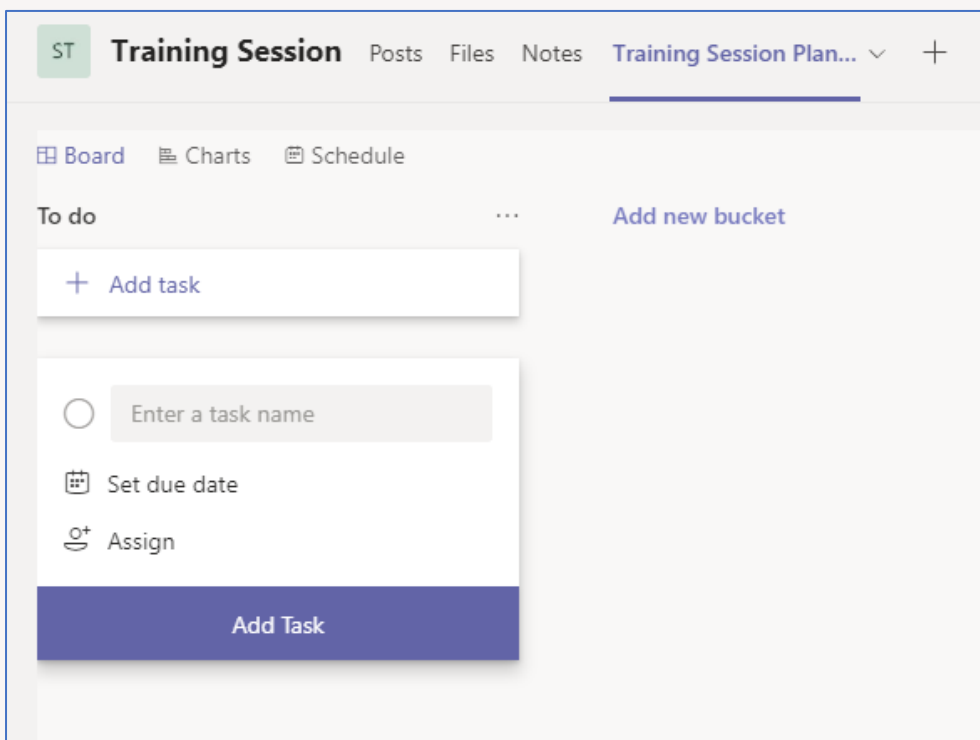 ST Training Session Posts Files Notes Training Session Plan...
Board Charts Schedule
To do ... Add new bucket
+ Add task
Enter a task name
Set due date
Assign
Add Task